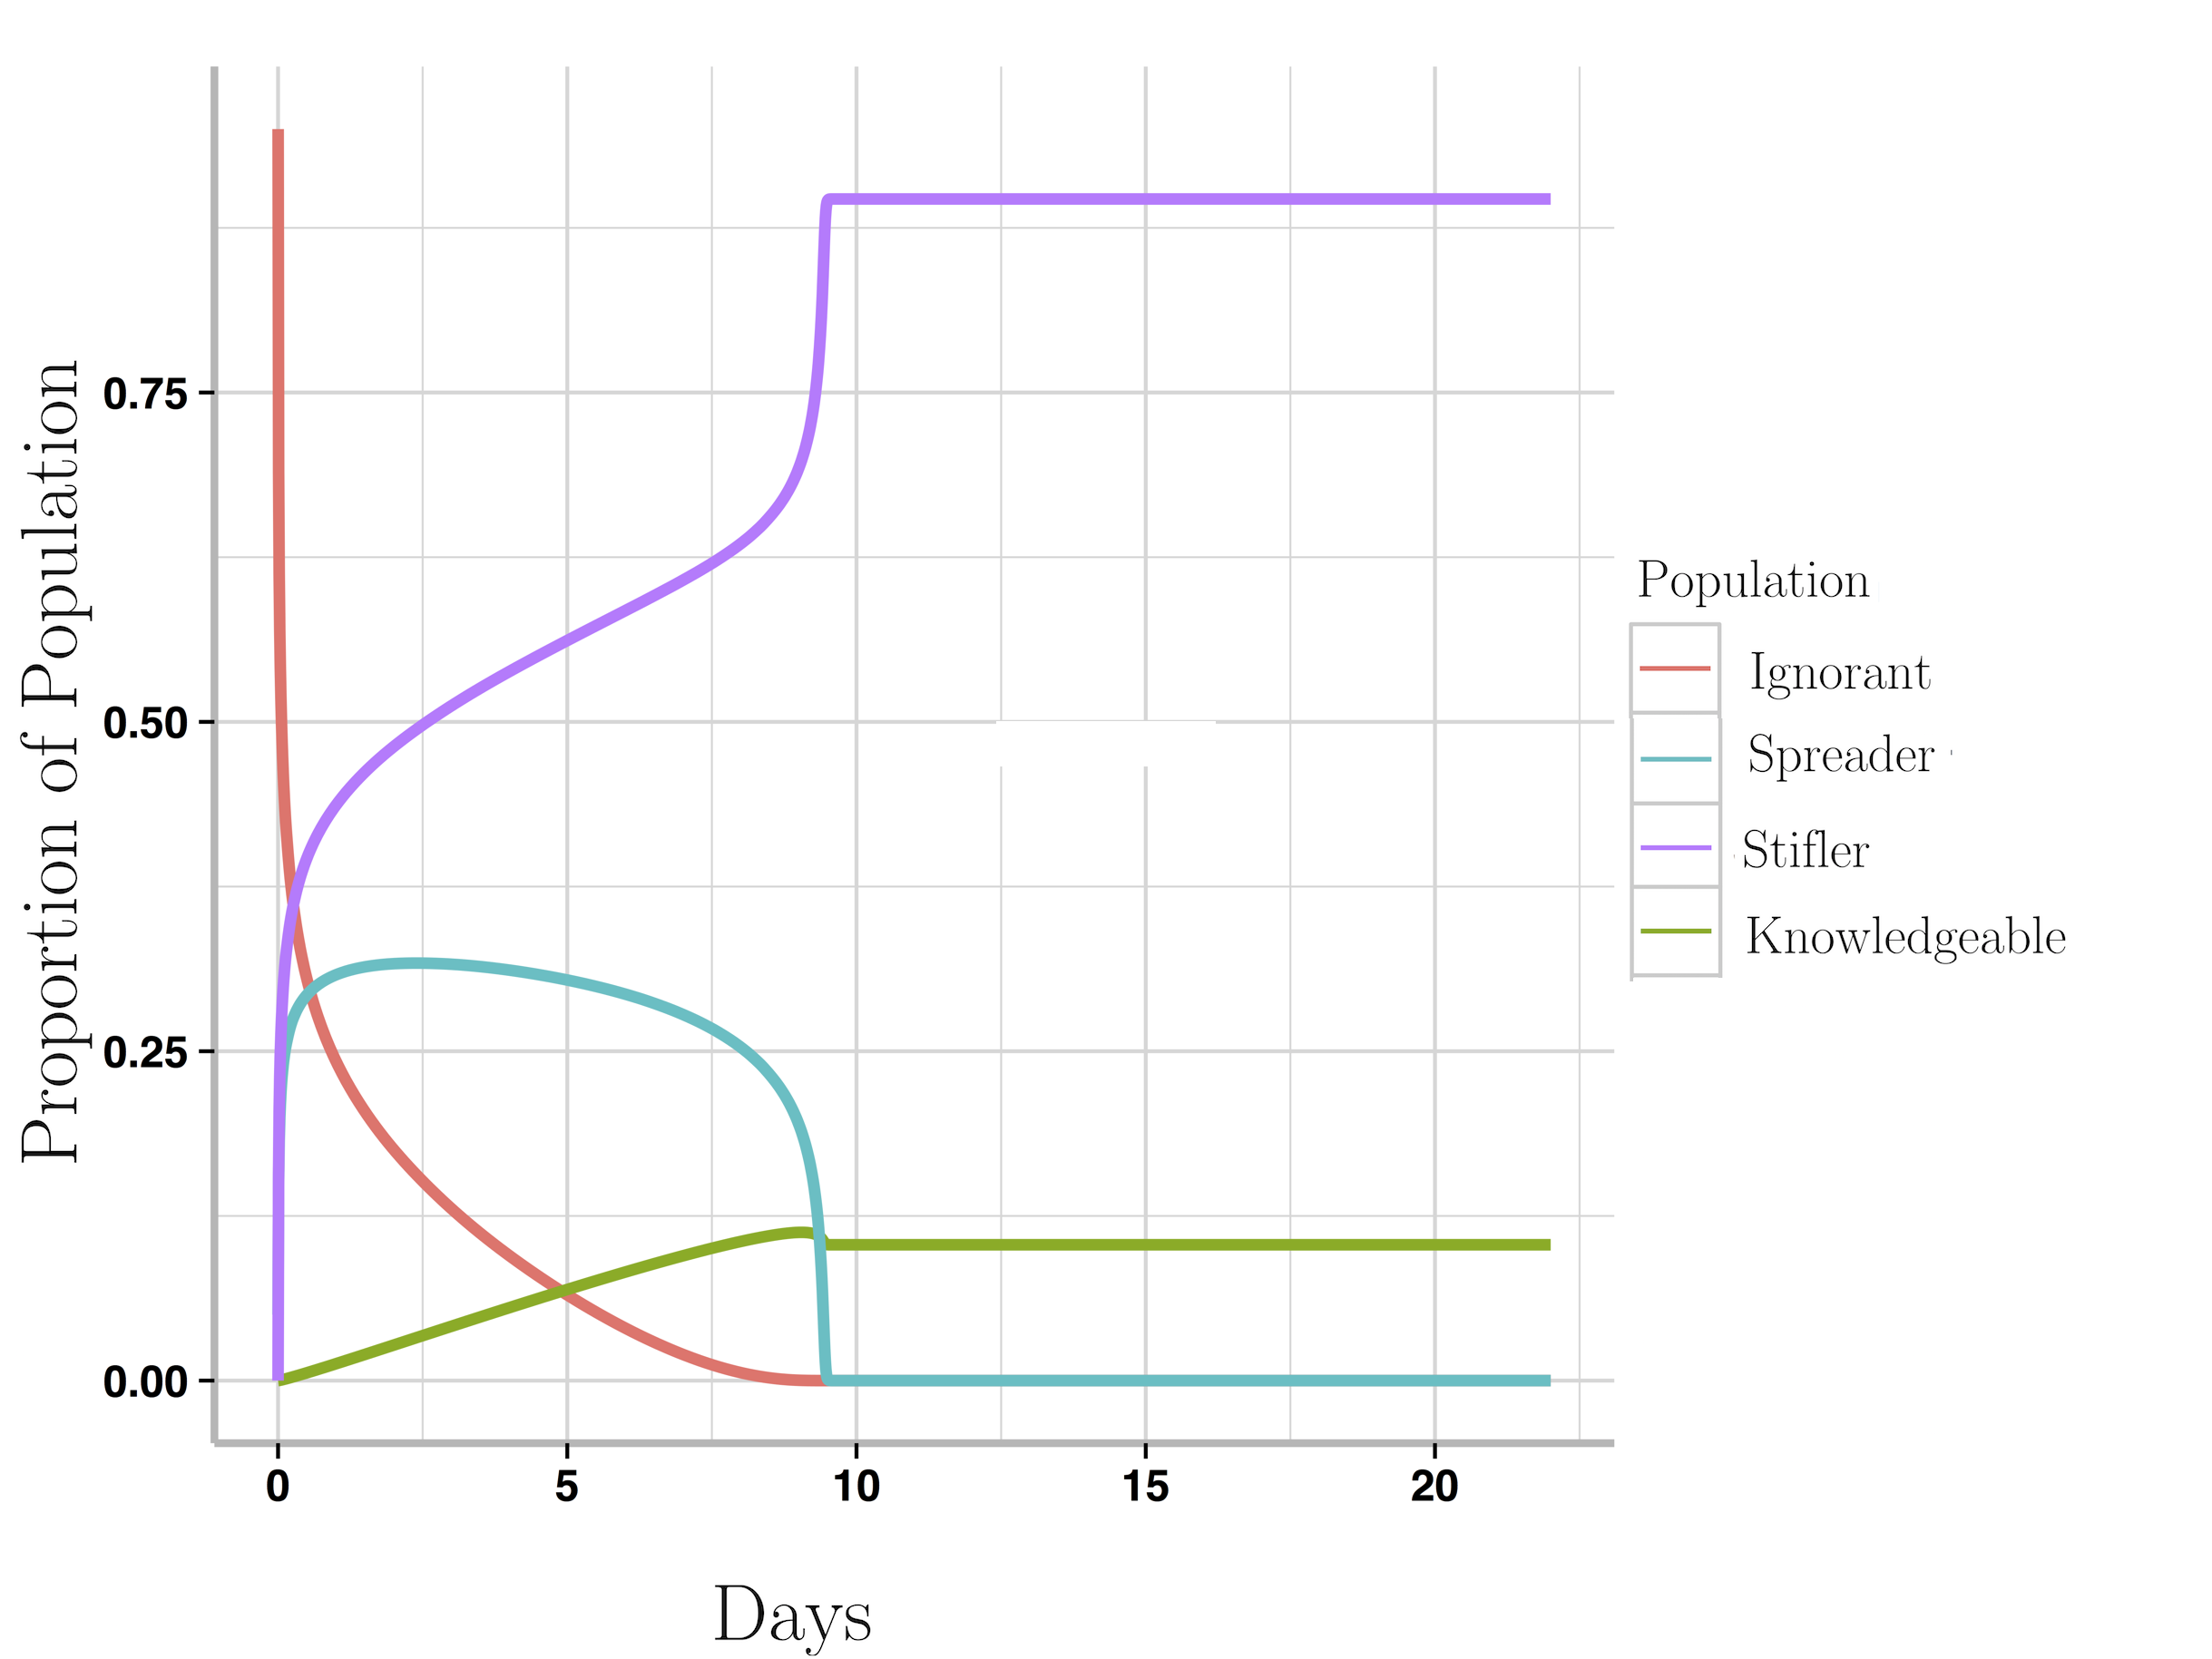 Proportion of Population
0.75
0.50
0.25
0.00
0 5 10 15 20
Days
Population
Ignorant
Spreader
Stifler
Knowledgeable